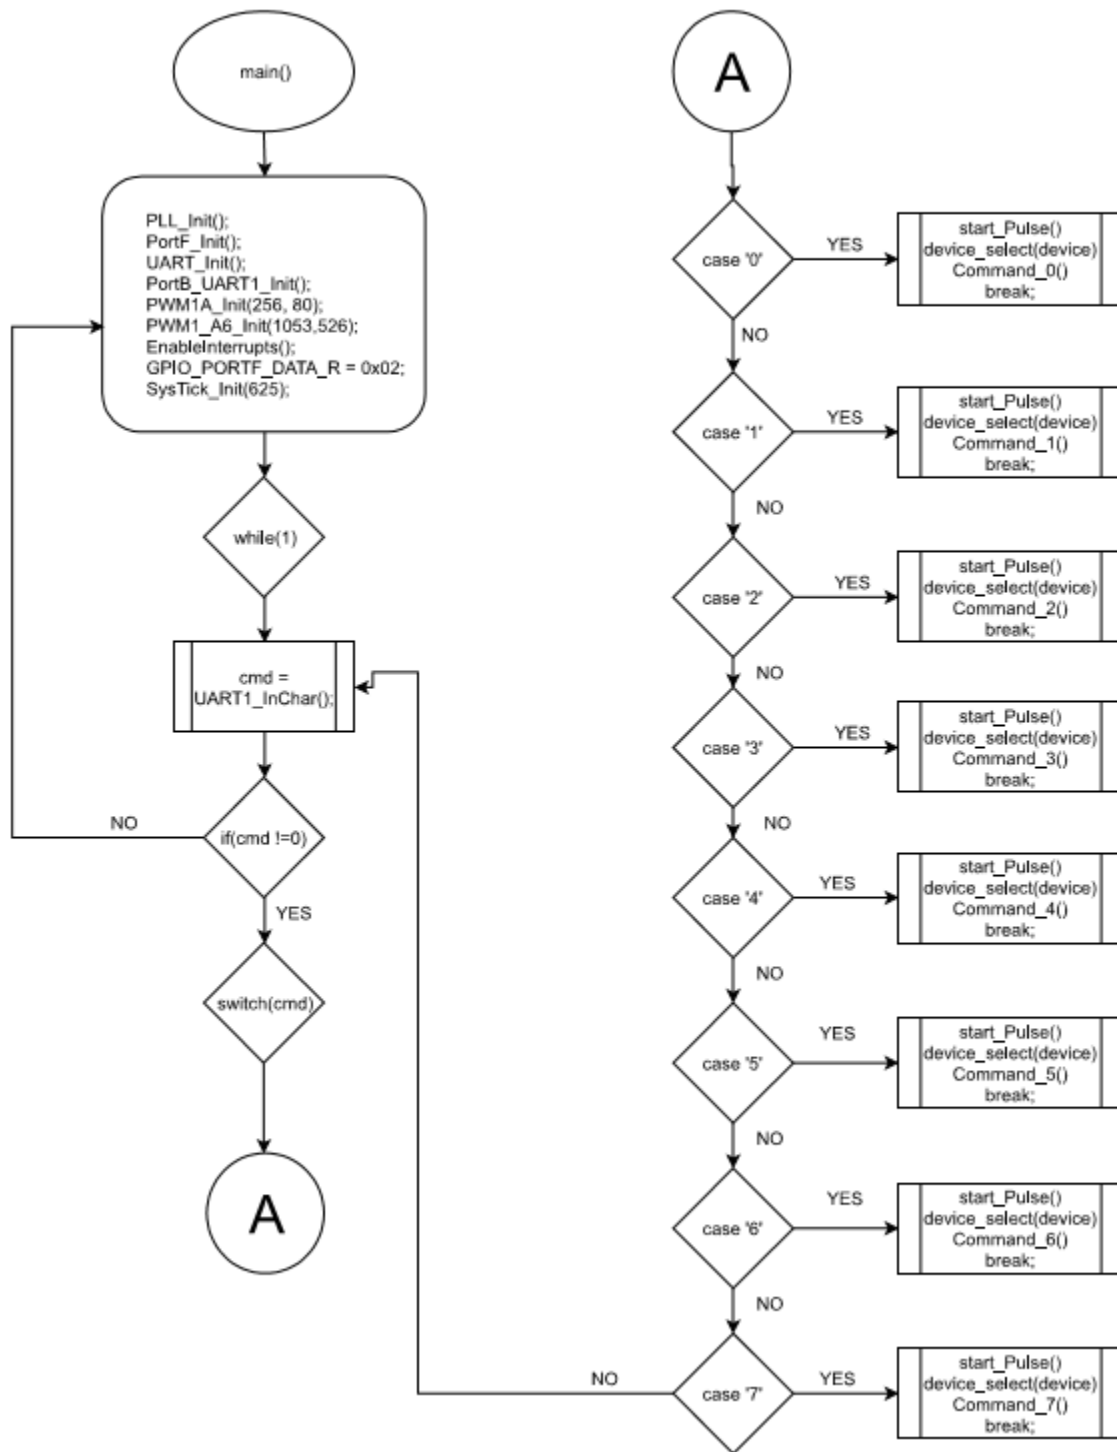 main()
PLL_Init();
PortF_Init();
UART_Init();
PortB_UART1_Init();
PWM1A_Init(256, 80);
PWM1_A6_Init(1053,526);
EnableInterrupts();
GPIO_PORTF_DATA_R = 0x02;
SysTick_Init(625);
while(1)
cmd =
UART1_InChar();
if(cmd !=0)
NO
YES
switch(cmd)
A
A
case '0'
YES
start_Pulse()
device_select(device)
Command_0()
break;
NO
case '1'
YES
start_Pulse()
device_select(device)
Command_1()
break;
NO
case '2'
YES
start_Pulse()
device_select(device)
Command_2()
break;
NO
case '3'
YES
start_Pulse()
device_select(device)
Command_3()
break;
NO
case '4'
YES
start_Pulse()
device_select(device)
Command_4()
break;
NO
case '5'
YES
start_Pulse()
device_select(device)
Command_5()
break;
NO
case '6'
YES
start_Pulse()
device_select(device)
Command_6()
break;
NO
case '7'
YES
start_Pulse()
device_select(device)
Command_7()
break;
NO